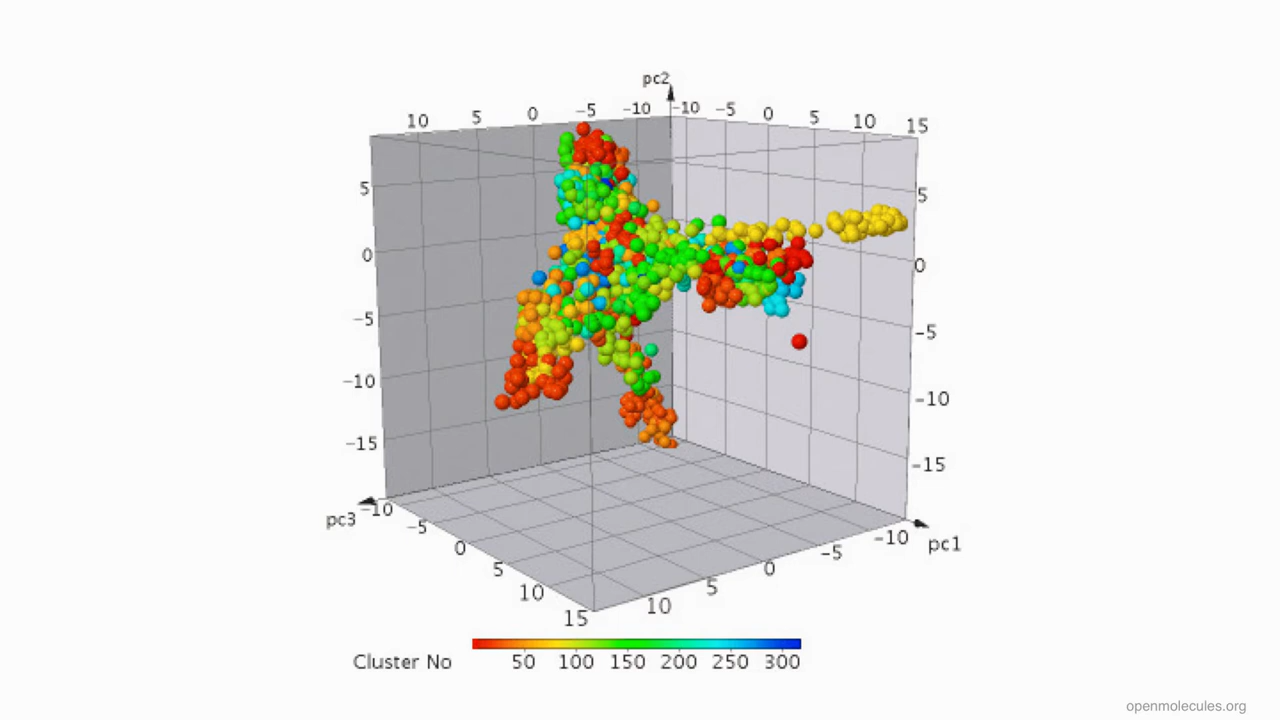 pc2
10 5 0 −5 −10 −10 −5 0 5 10 15
5 5
0 0
−5 −5
−10 −10
−15 −15
pc3 −10 −5 0 5 10 15
10 5 0 −5 −10 pc1
Cluster No 50 100 150 200 250 300
openmolecules.org